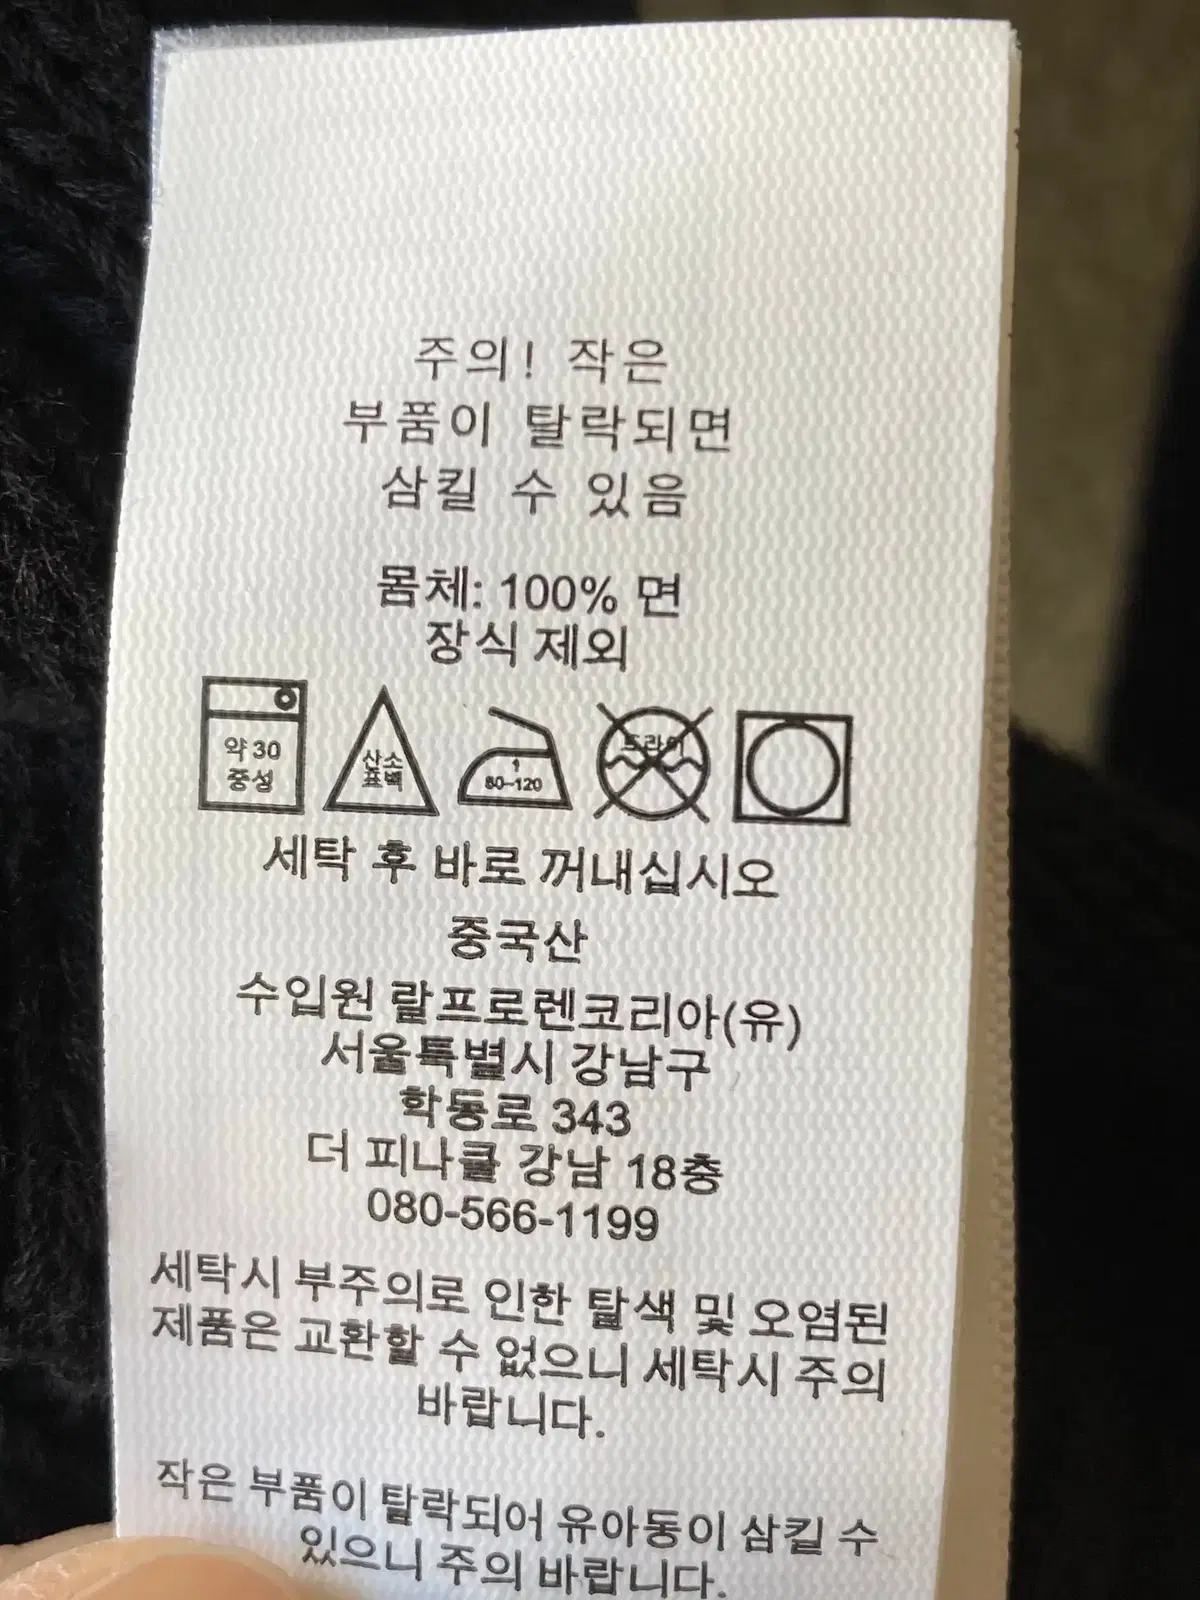 주의! 작은
부품이 탈락되면
삼킬 수 있음
몸체: 100% 면
장식 제외
약 30
중성
산소
표백
1
80~120
드라이
세탁 후 바로 꺼내십시오
중국산
수입원 랄프로렌코리아(유)
서울특별시 강남구
학동로 343
더 피나클 강남 18층
080-566-1199
세탁시 부주의로 인한 탈색 및 오염된
제품은 교환할 수 없으니 세탁시 주의
바랍니다.
작은 부품이 탈락되어 유아동이 삼킬 수
있으니 주의 바랍니다.